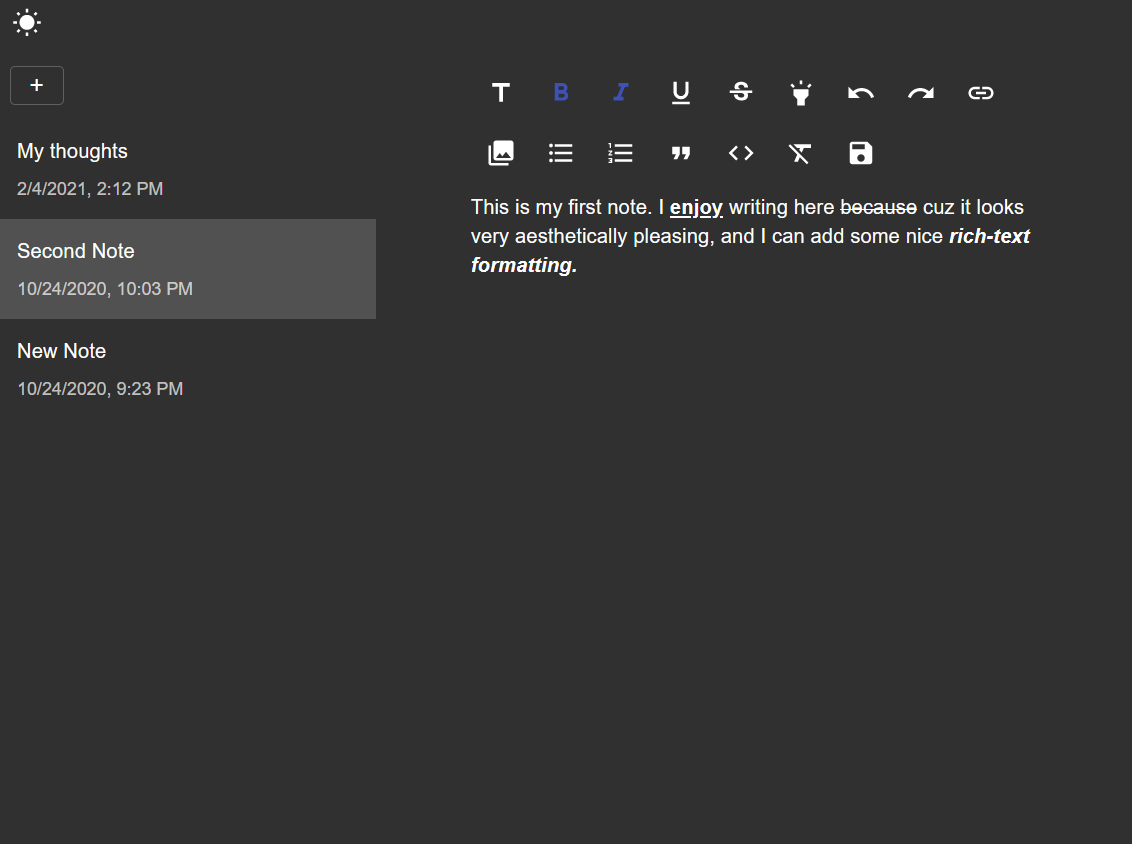 +
My thoughts
2/4/2021, 2:12 PM
Second Note
10/24/2020, 10:03 PM
New Note
10/24/2020, 9:23 PM
T B I U S
This is my first note. I enjoy writing here because cuz it looks
very aesthetically pleasing, and I can add some nice rich-text
formatting.